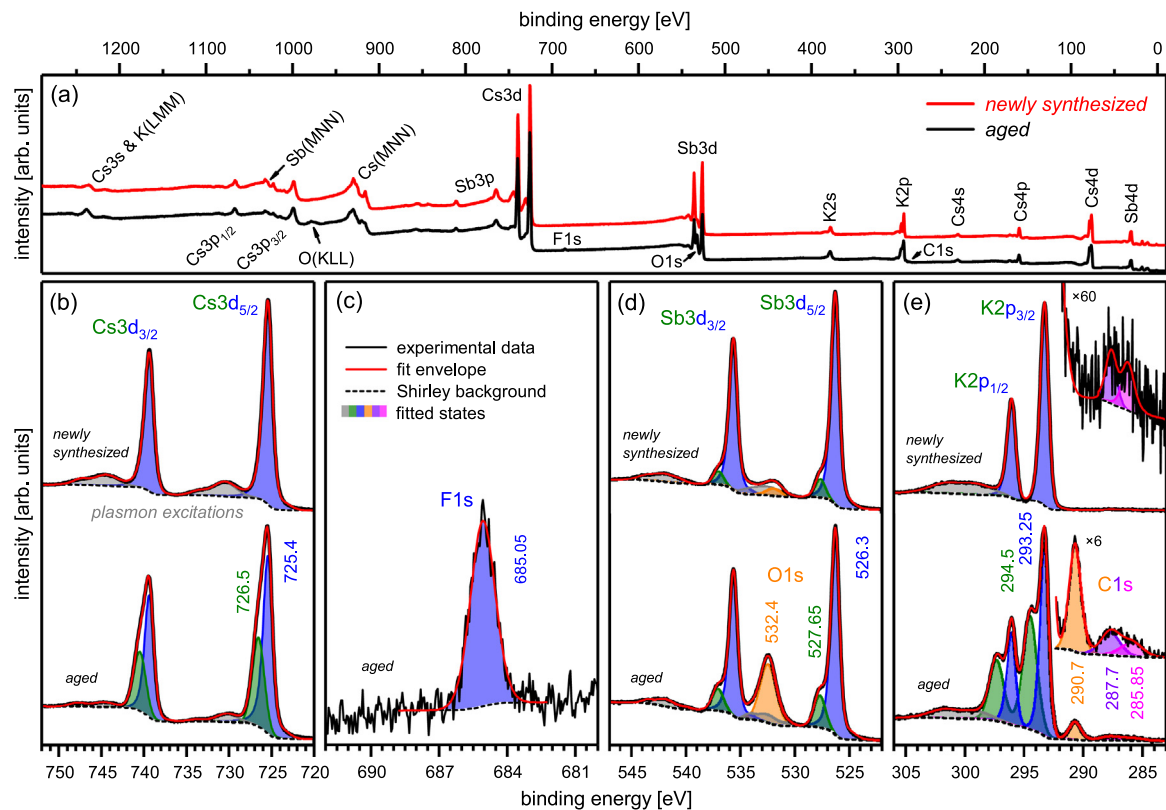 binding energy [eV]
1200 1100 1000 900 800 700 600 500 400 300 200 100 0
intensity [arb. units]
(a)
Cs3s & K(LMM)
Sb(MNN)
Cs(MNN)
Cs3p1/2
Cs3p3/2
O(KLL)
Sb3p
Cs3d
F1s
Sb3d
O1s
K2s
K2p
C1s
Cs4s
Cs4p
Cs4d
Sb4d
newly synthesized
aged
intensity [arb. units]
(b)
Cs3d5/2
Cs3d3/2
newly
synthesized
plasmon excitations
726.5
725.4
aged
750 745 740 735 730 725 720
(c)
experimental data
fit envelope
Shirley background
fitted states
F1s
685.05
aged
690 687 684 681
(d)
Sb3d5/2
Sb3d3/2
newly
synthesized
O1s
532.4
527.65
526.3
aged
545 540 535 530 525
(e)
×60
K2p3/2
K2p1/2
newly
synthesized
294.5
293.25
×6
C1s
290.7
287.7
285.85
aged
305 300 295 290 285
binding energy [eV]